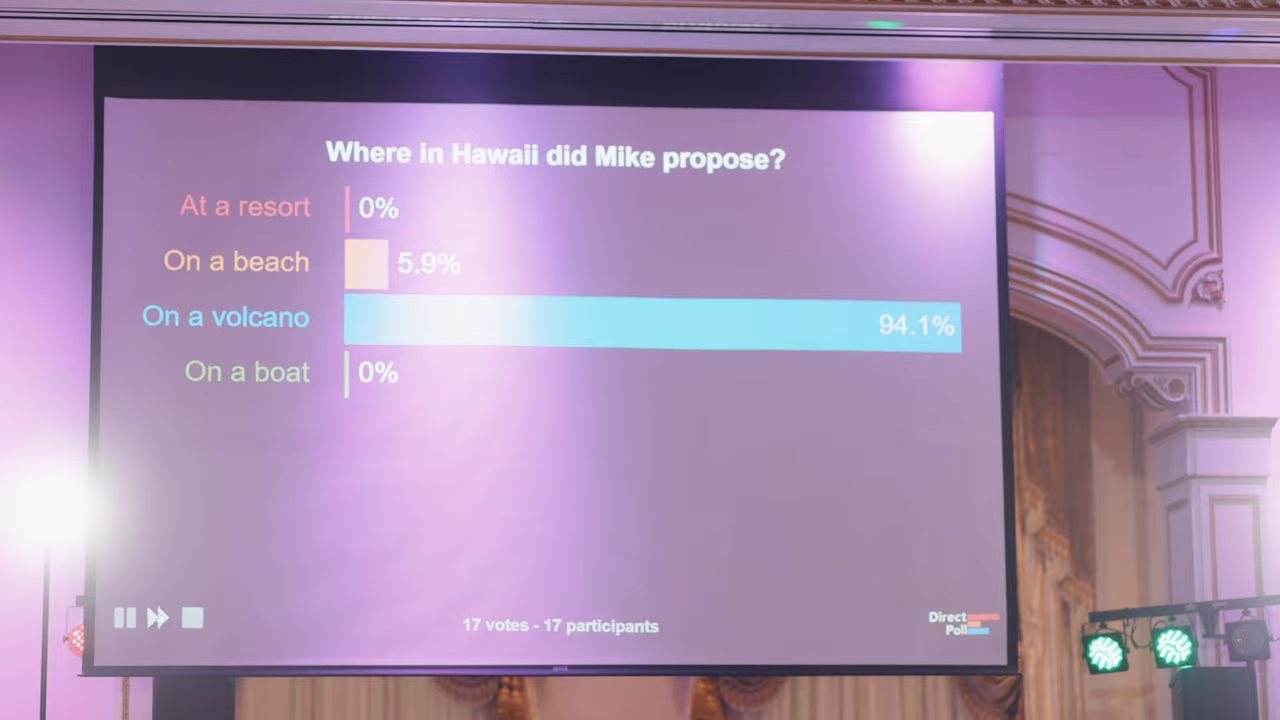 Where in Hawaii did Mike propose?
At a resort 0%
On a beach 5.9%
On a volcano 94.1%
On a boat 0%
17 votes - 17 participants
Direct
Poll